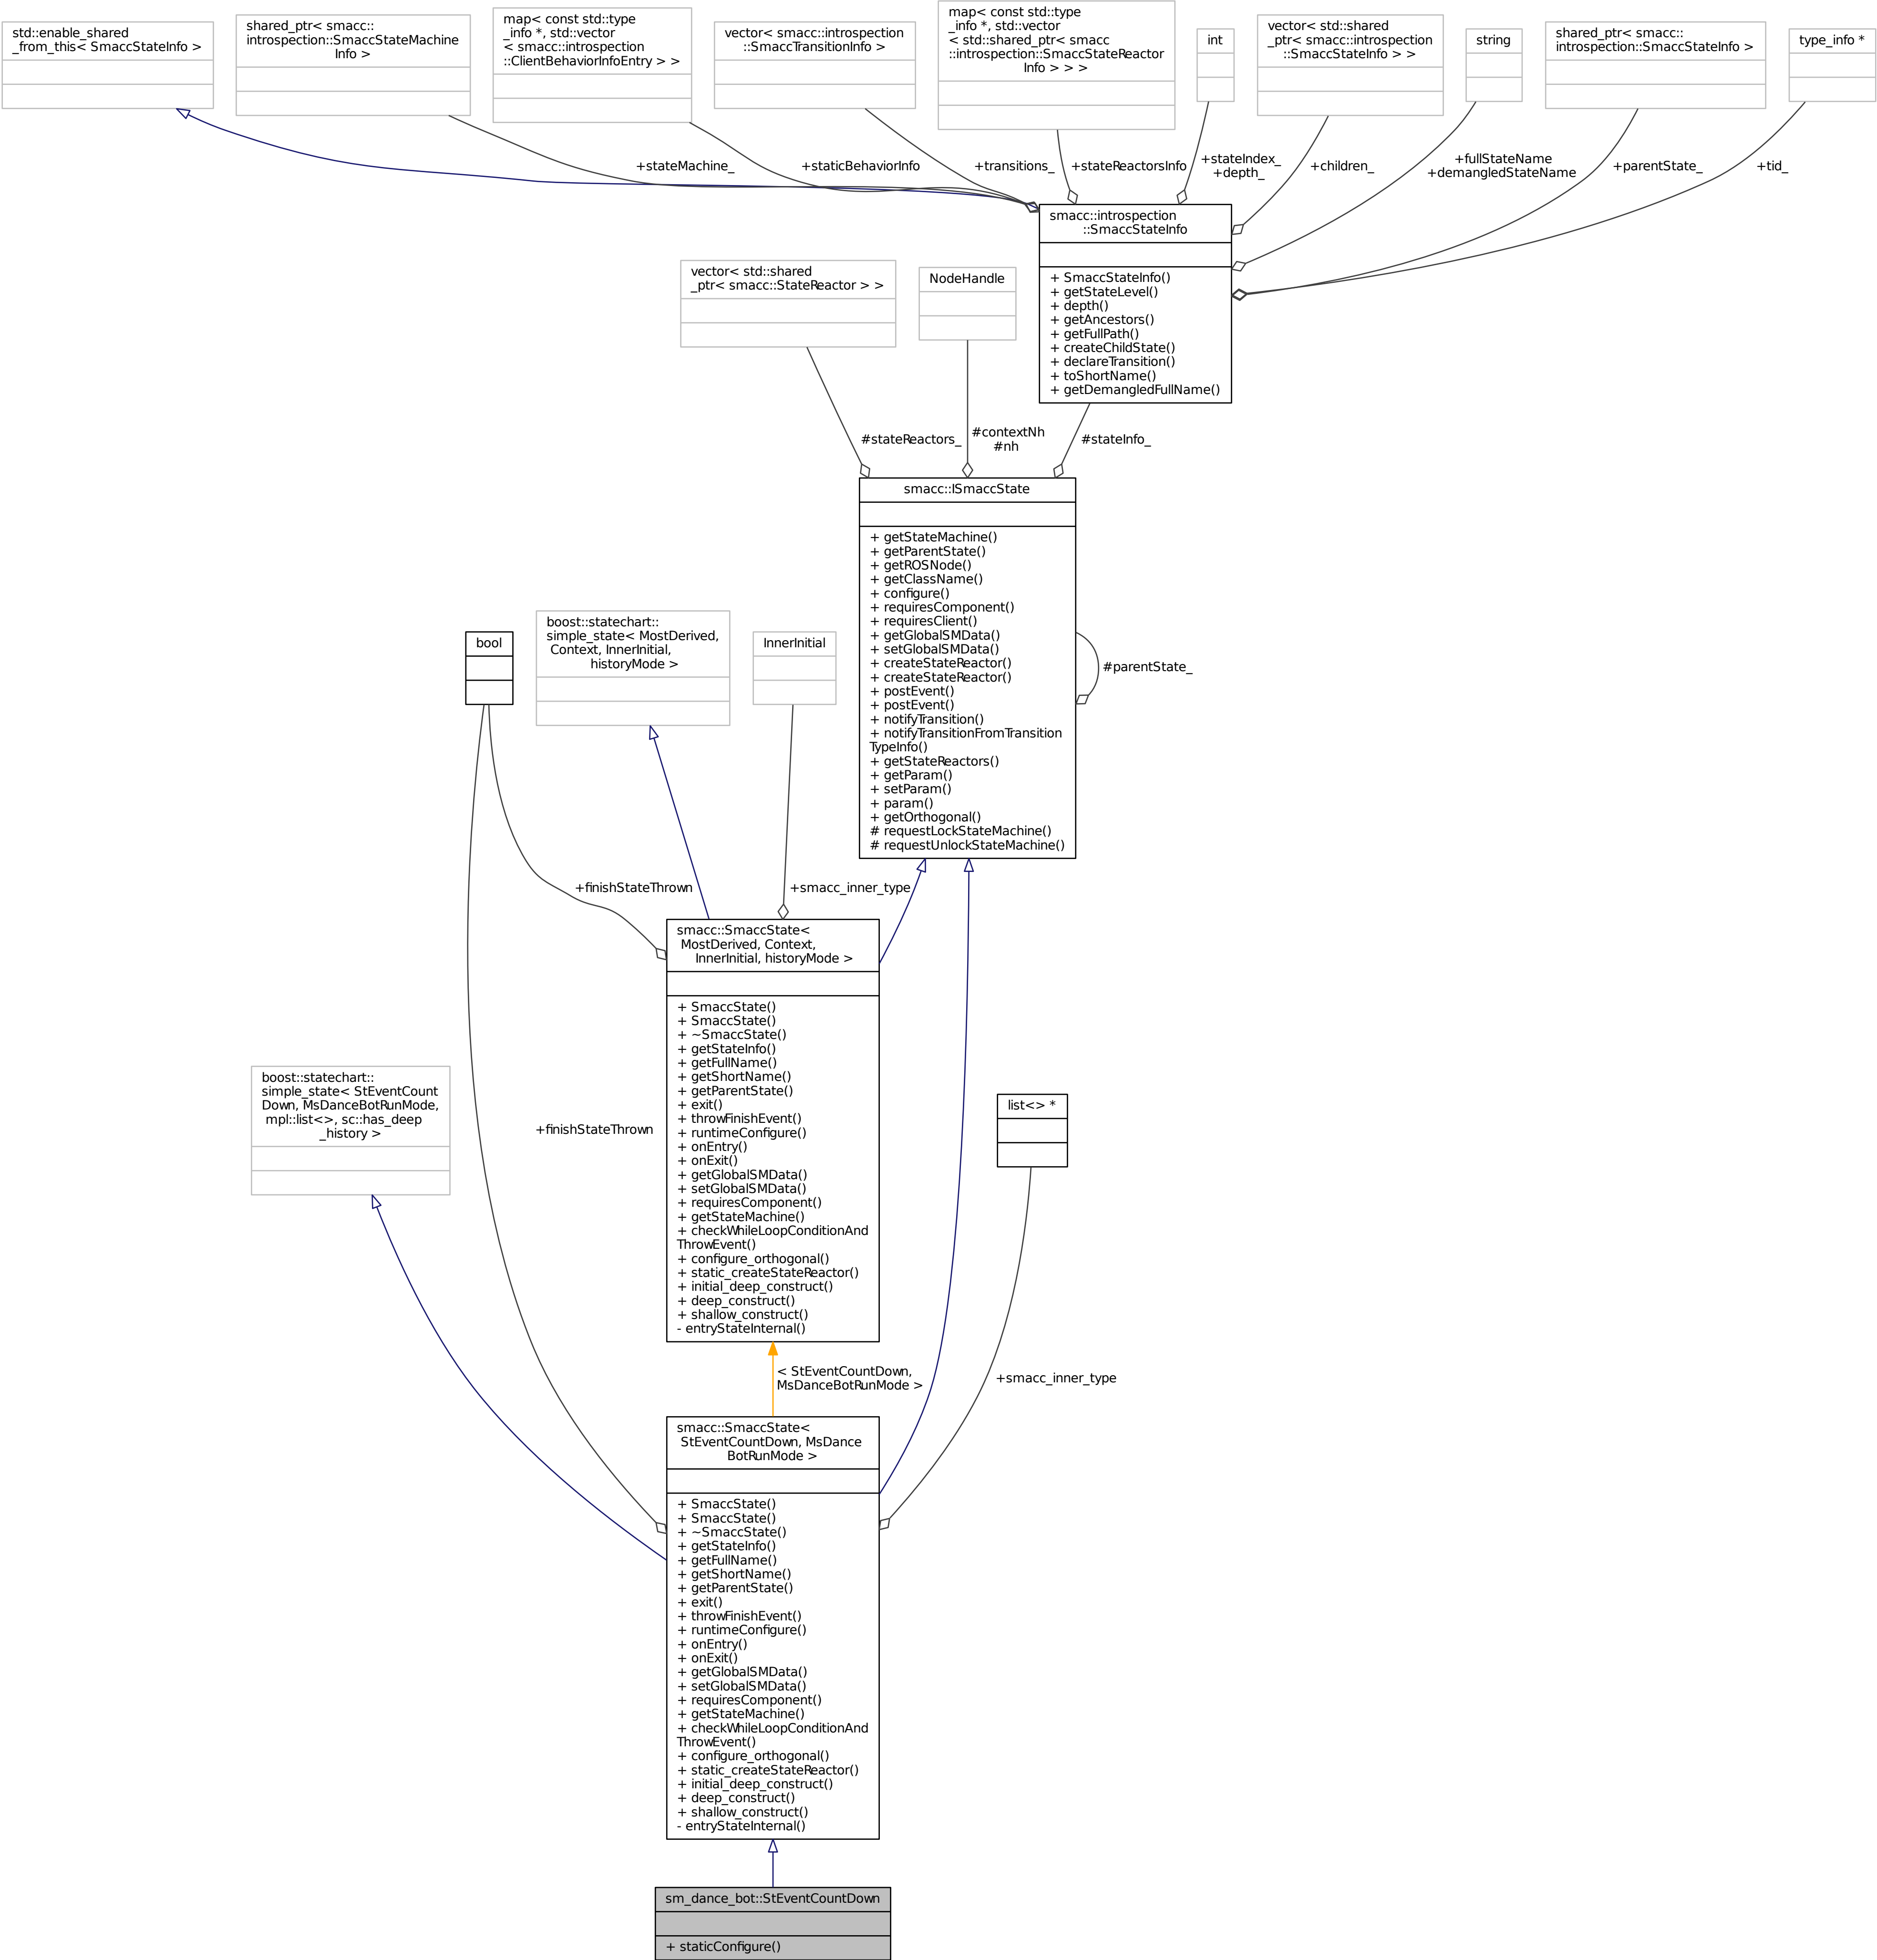 std::enable_shared
_from_this< SmaccStateInfo >
shared_ptr< smacc::
introspection::SmaccStateMachine
Info >
map< const std::type
_info *, std::vector
< smacc::introspection
::ClientBehaviorInfoEntry > >
vector< smacc::introspection
::SmaccTransitionInfo >
map< const std::type
_info *, std::vector
< std::shared_ptr< smacc
::introspection::SmaccStateReactor
Info > > >
int
vector< std::shared
_ptr< smacc::introspection
::SmaccStateInfo > >
string
shared_ptr< smacc::
introspection::SmaccStateInfo >
type_info *
+stateMachine_
+staticBehaviorInfo
+transitions_
+stateReactorsInfo
+stateIndex_
+depth_
+children_
+fullStateName
+demangledStateName
+parentState_
+tid_
smacc::introspection
::SmaccStateInfo
+ SmaccStateInfo()
+ getStateLevel()
+ depth()
+ getAncestors()
+ getFullPath()
+ createChildState()
+ declareTransition()
+ toShortName()
+ getDemangledFullName()
vector< std::shared
_ptr< smacc::StateReactor > >
NodeHandle
#stateReactors_
#contextNh
#nh
#stateInfo_
smacc::ISmaccState
+ getStateMachine()
+ getParentState()
+ getROSNode()
+ getClassName()
+ configure()
+ requiresComponent()
+ requiresClient()
+ getGlobalSMData()
+ setGlobalSMData()
+ createStateReactor()
+ createStateReactor()
+ postEvent()
+ postEvent()
+ notifyTransition()
+ notifyTransitionFromTransition
TypeInfo()
+ getStateReactors()
+ getParam()
+ setParam()
+ param()
+ getOrthogonal()
# requestLockStateMachine()
# requestUnlockStateMachine()
#parentState_
bool
boost::statechart::
simple_state< MostDerived,
Context, InnerInitial,
historyMode >
InnerInitial
+finishStateThrown
+smacc_inner_type
smacc::SmaccState<
MostDerived, Context,
InnerInitial, historyMode >
+ SmaccState()
+ SmaccState()
+ ~SmaccState()
+ getStateInfo()
+ getFullName()
+ getShortName()
+ getParentState()
+ exit()
+ throwFinishEvent()
+ runtimeConfigure()
+ onEntry()
+ onExit()
+ getGlobalSMData()
+ setGlobalSMData()
+ requiresComponent()
+ getStateMachine()
+ checkWhileLoopConditionAnd
ThrowEvent()
+ configure_orthogonal()
+ static_createStateReactor()
+ initial_deep_construct()
+ deep_construct()
+ shallow_construct()
- entryStateInternal()
boost::statechart::
simple_state< StEventCount
Down, MsDanceBotRunMode,
mpl::list<>, sc::has_deep
_history >
+finishStateThrown
list<> *
< StEventCountDown,
MsDanceBotRunMode >
+smacc_inner_type
smacc::SmaccState<
StEventCountDown, MsDance
BotRunMode >
+ SmaccState()
+ SmaccState()
+ ~SmaccState()
+ getStateInfo()
+ getFullName()
+ getShortName()
+ getParentState()
+ exit()
+ throwFinishEvent()
+ runtimeConfigure()
+ onEntry()
+ onExit()
+ getGlobalSMData()
+ setGlobalSMData()
+ requiresComponent()
+ getStateMachine()
+ checkWhileLoopConditionAnd
ThrowEvent()
+ configure_orthogonal()
+ static_createStateReactor()
+ initial_deep_construct()
+ deep_construct()
+ shallow_construct()
- entryStateInternal()
sm_dance_bot::StEventCountDown
+ staticConfigure()